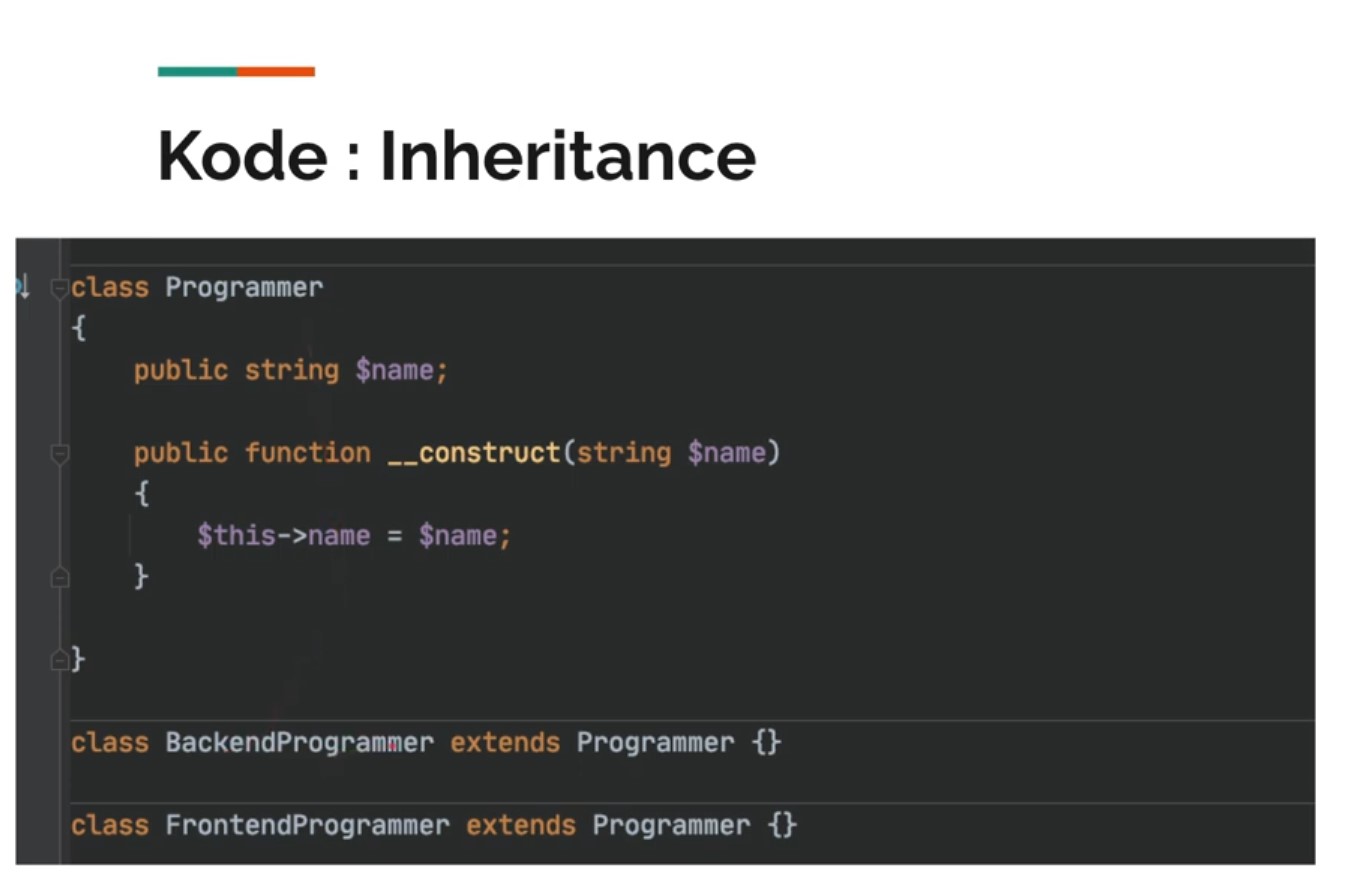 Kode : Inheritance
class Programmer
{
    public string $name;
    public function __construct(string $name)
    {
        $this->name = $name;
    }
}
class BackendProgrammer extends Programmer {}
class FrontendProgrammer extends Programmer {}